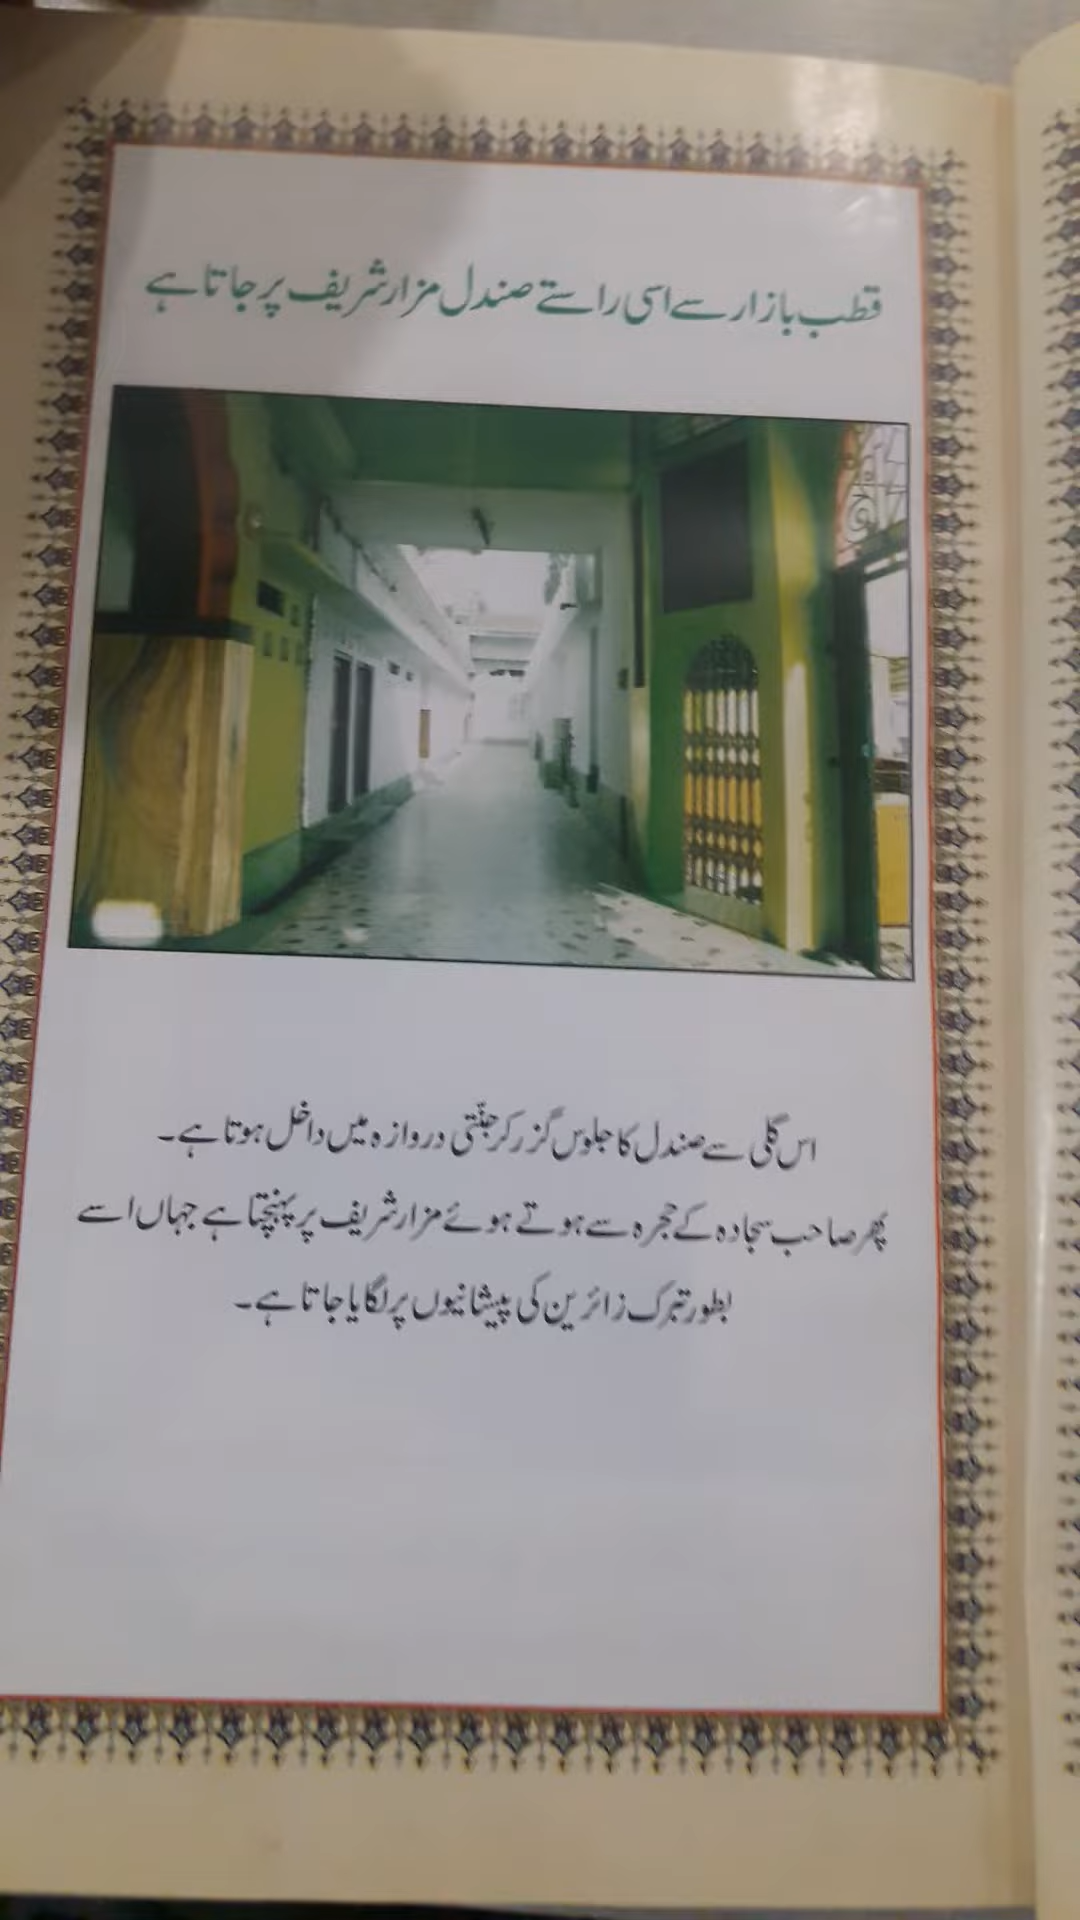 قطب بازار سے اسی راستے صندل مزار شریف پر جاتا ہے
اس گلی سے صندل کا جلوس گزر کر جنّتی دروازہ میں داخل ہوتا ہے۔
پھر صاحب سجادہ کے حجرہ سے ہوتے ہوئے مزار شریف پر پہنچتا ہے جہاں اسے
بطور تبرک زائرین کی پیشانیوں پر لگایا جاتا ہے۔